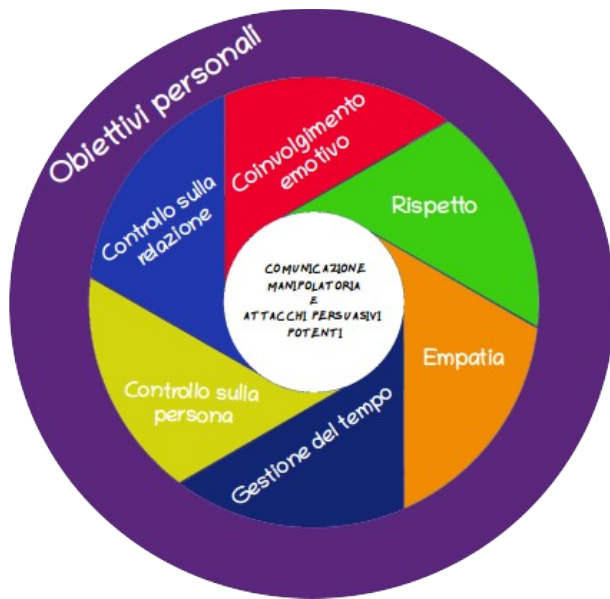 Obiettivi personali
Coinvolgimento
emotivo
Rispetto
Empatia
Gestione del tempo
Controllo sulla
persona
Controllo sulla
relazione
COMUNICAZIONE
MANIPOLATORIA
E
ATTACCHI PERSUASIVI
POTENTI